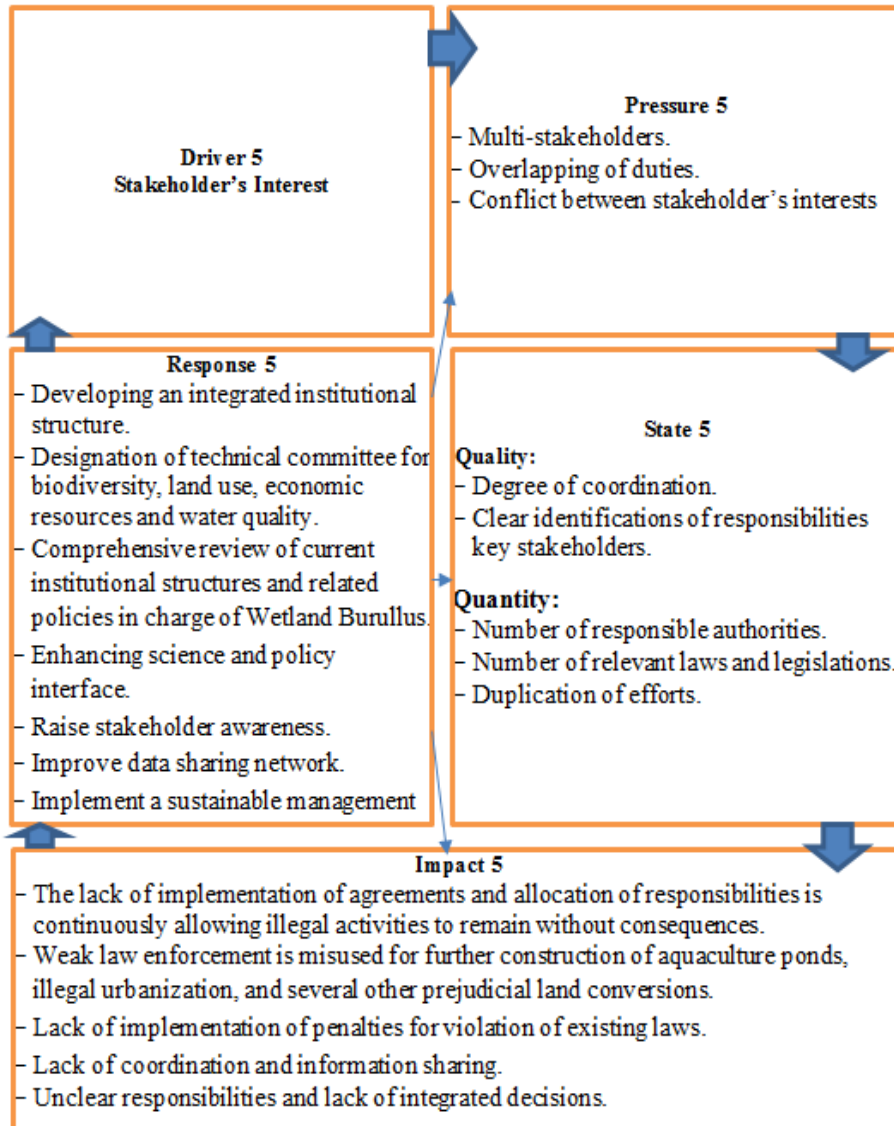 Driver 5
Stakeholder's Interest
Pressure 5
– Multi-stakeholders.
– Overlapping of duties.
– Conflict between stakeholder's interests
Response 5
– Developing an integrated institutional
structure.
– Designation of technical committee for
biodiversity, land use, economic
resources and water quality.
– Comprehensive review of current
institutional structures and related
policies in charge of Wetland Burullus.
– Enhancing science and policy
interface.
– Raise stakeholder awareness.
– Improve data sharing network.
– Implement a sustainable management
State 5
Quality:
– Degree of coordination.
– Clear identifications of responsibilities
key stakeholders.
Quantity:
– Number of responsible authorities.
– Number of relevant laws and legislations.
– Duplication of efforts.
Impact 5
– The lack of implementation of agreements and allocation of responsibilities is
continuously allowing illegal activities to remain without consequences.
– Weak law enforcement is misused for further construction of aquaculture ponds,
illegal urbanization, and several other prejudicial land conversions.
– Lack of implementation of penalties for violation of existing laws.
– Lack of coordination and information sharing.
– Unclear responsibilities and lack of integrated decisions.